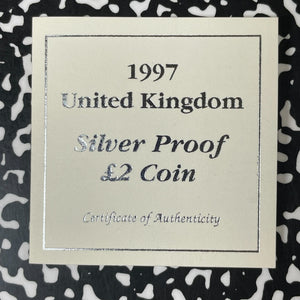 1997
United Kingdom
Silver Proof
£2 Coin
Certificate of Authenticity